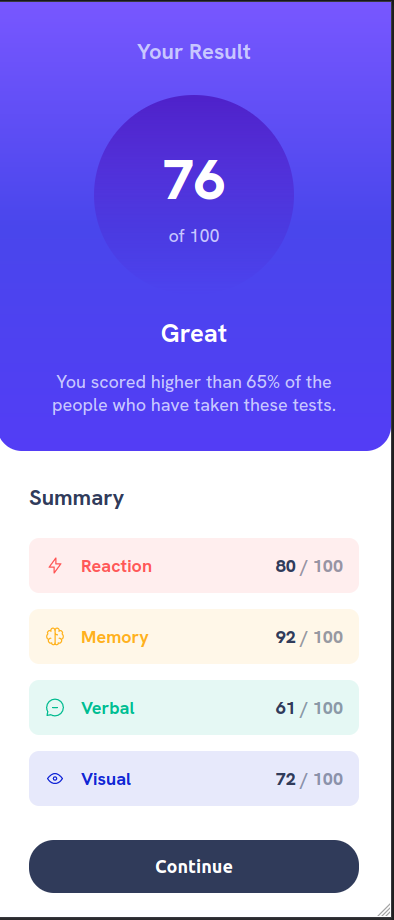 Your Result
76
of 100
Great
You scored higher than 65% of the
people who have taken these tests.
Summary
Reaction 80 / 100
Memory 92 / 100
Verbal 61 / 100
Visual 72 / 100
Continue